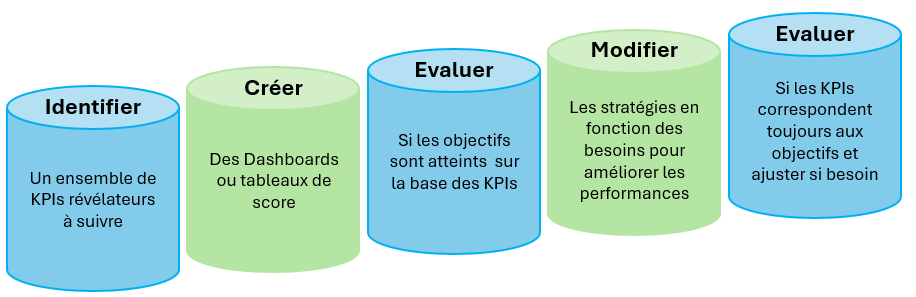 Identifier
Un ensemble de
KPIs révélateurs
à suivre
Créer
Des Dashboards
ou tableaux de
score
Evaluer
Si les objectifs
sont atteints sur
la base des KPIs
Modifier
Les stratégies en
fonction des
besoins pour
améliorer les
performances
Evaluer
Si les KPIs
correspondent
toujours aux
objectifs et
ajuster si besoin